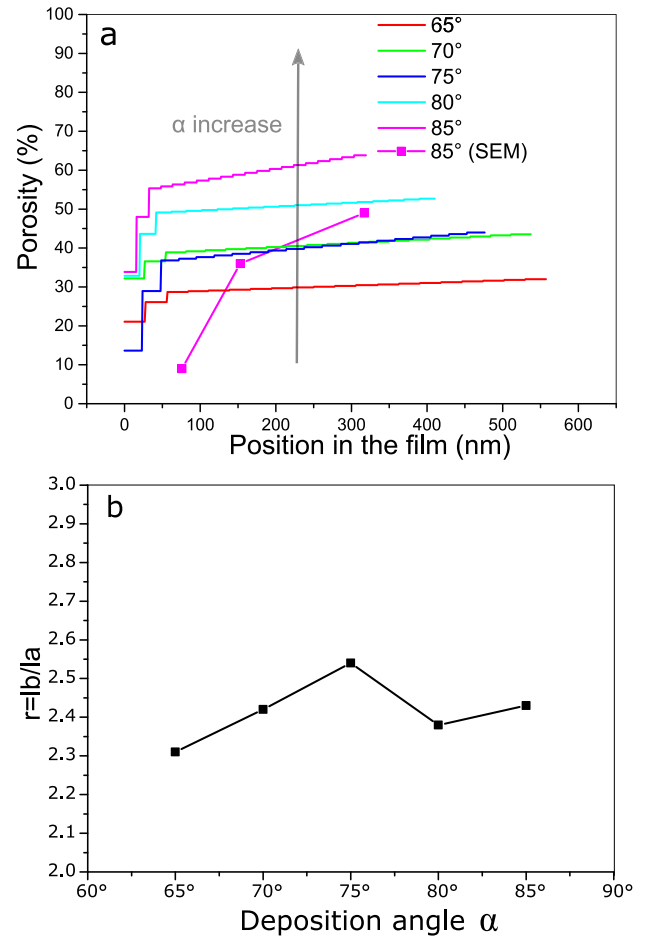 a
100
90
80
70
60
50
40
30
20
10
0
Porosity (%)
65°
70°
75°
80°
85°
85° (SEM)
α increase
0 100 200 300 400 500 600
Position in the film (nm)
b
3.0
2.9
2.8
2.7
2.6
2.5
2.4
2.3
2.2
2.1
2.0
r=lb/la
60° 65° 70° 75° 80° 85° 90°
Deposition angle α